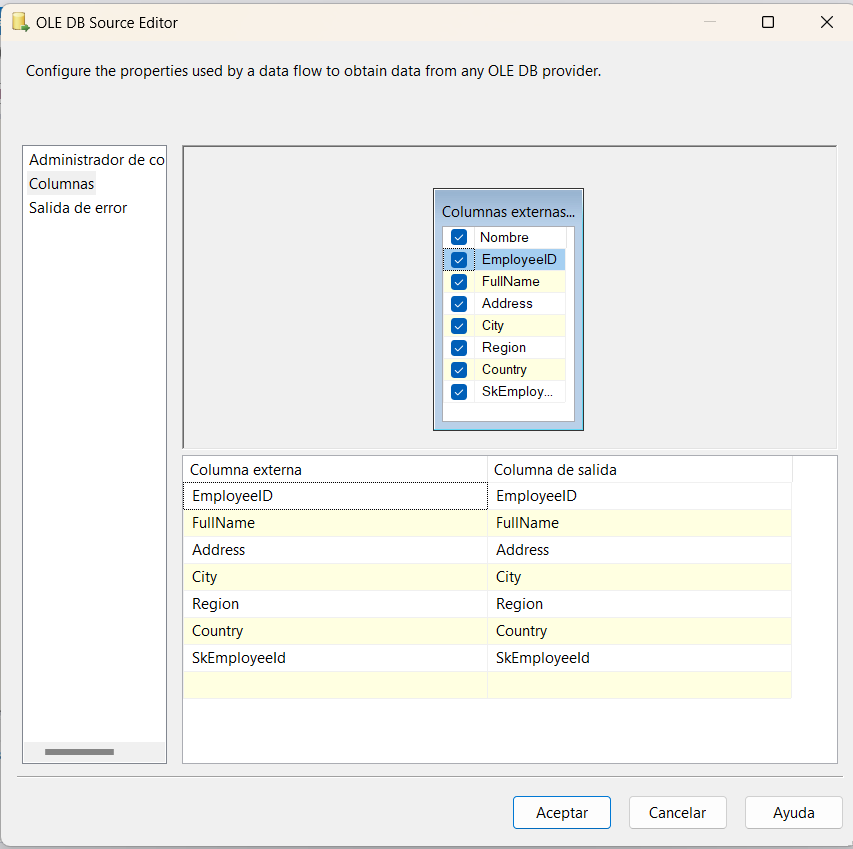 OLE DB Source Editor
Configure the properties used by a data flow to obtain data from any OLE DB provider.
Administrador de co
Columnas
Salida de error
Columnas externas...
Nombre
EmployeeID
FullName
Address
City
Region
Country
SkEmploy...
Columna externa Columna de salida
EmployeeID EmployeeID
FullName FullName
Address Address
City City
Region Region
Country Country
SkEmployeeId SkEmployeeId
Aceptar Cancelar Ayuda